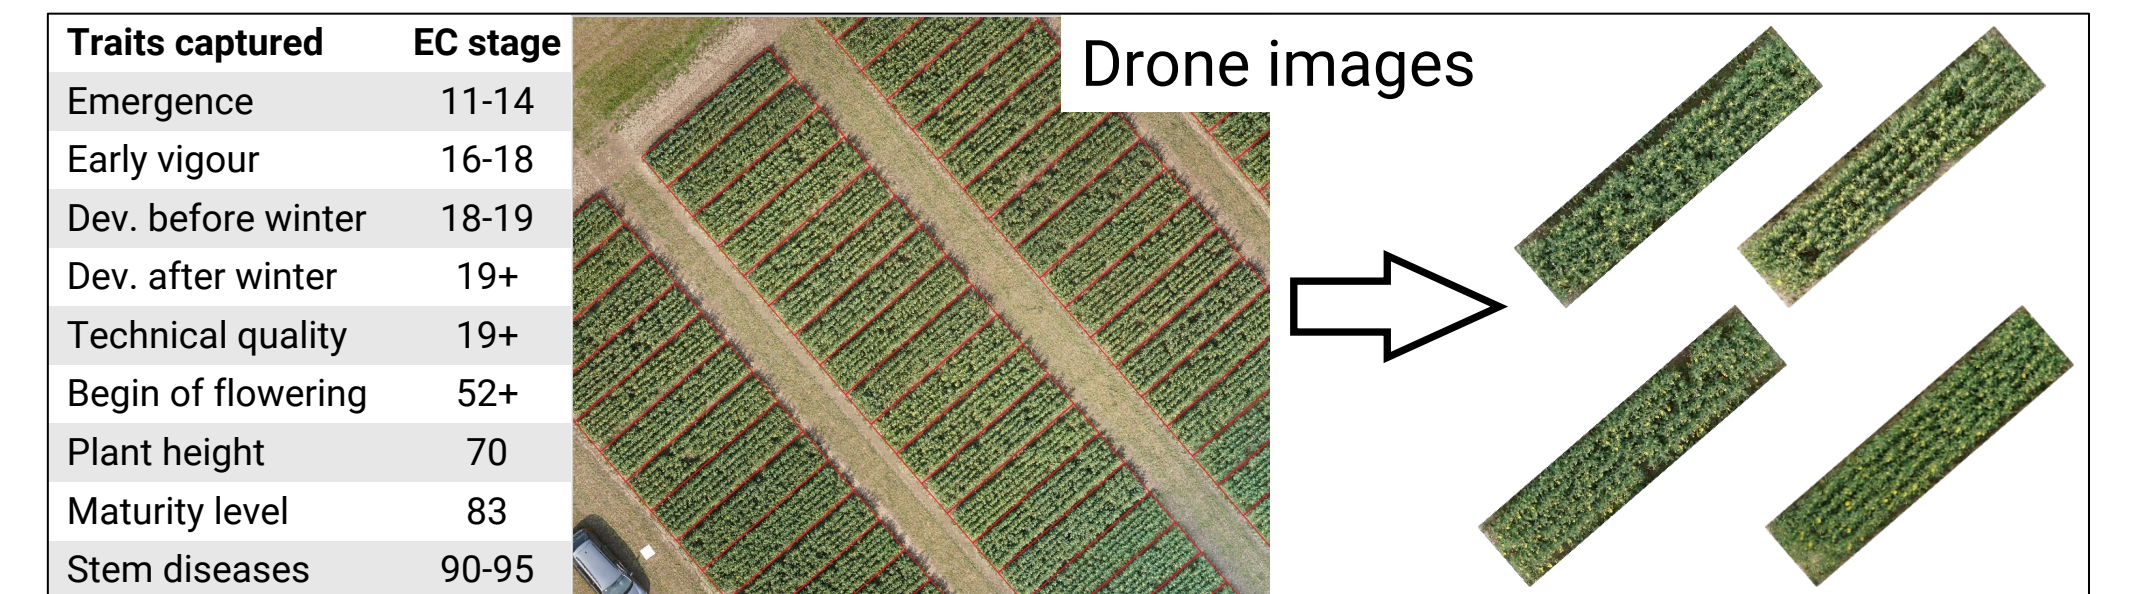 Traits captured EC stage
Emergence 11-14
Early vigour 16-18
Dev. before winter 18-19
Dev. after winter 19+
Technical quality 19+
Begin of flowering 52+
Plant height 70
Maturity level 83
Stem diseases 90-95
Drone images